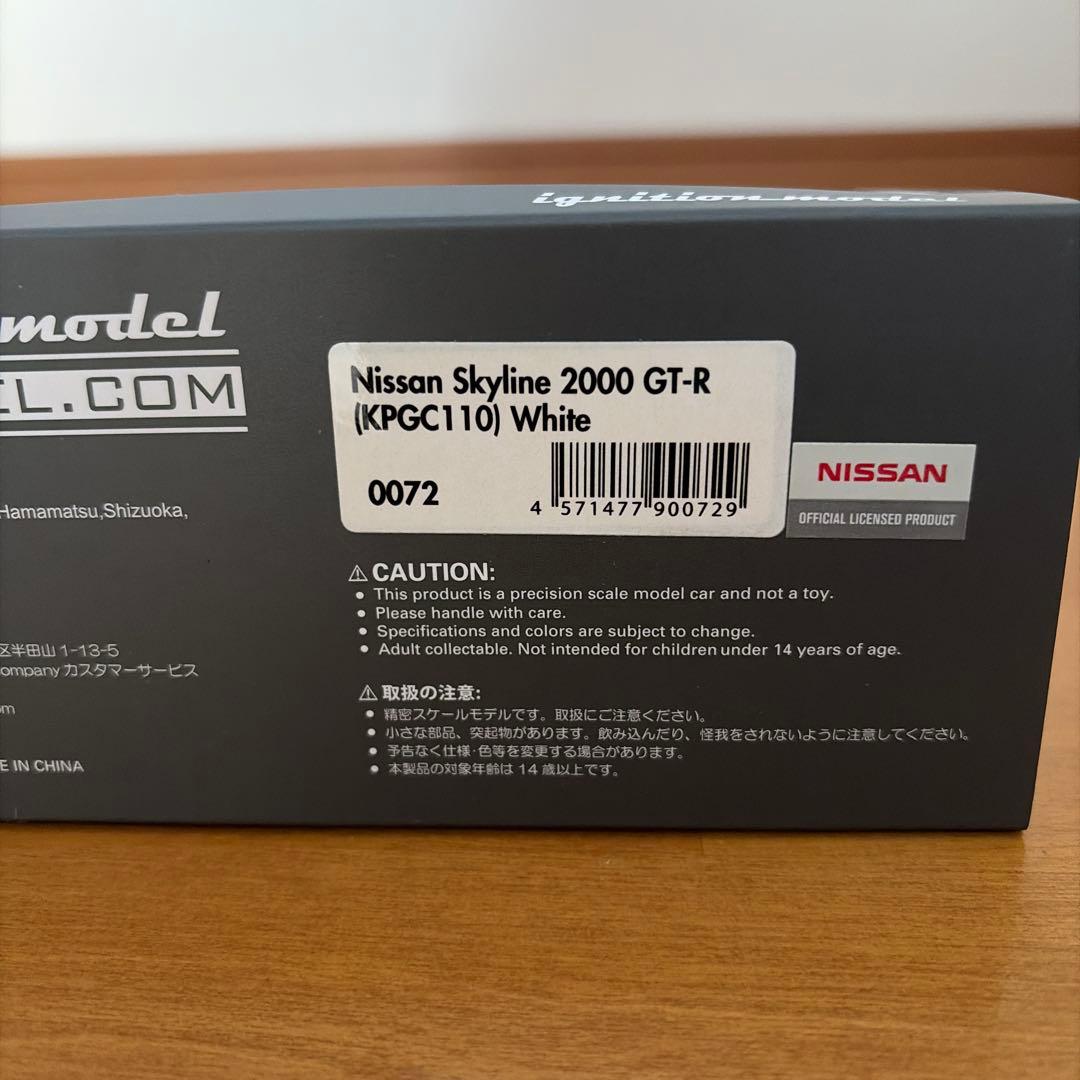 ignition model
model
EL.COM
Nissan Skyline 2000 GT-R
(KPGC110) White
0072
4 571477 900729
NISSAN
OFFICIAL LICENSED PRODUCT
Hamamatsu,Shizuoka,
⚠ CAUTION:
• This product is a precision scale model car and not a toy.
• Please handle with care.
• Specifications and colors are subject to change.
• Adult collectable. Not intended for children under 14 years of age.
区半田山1-13-5
ompany カスタマーサービス
om
E IN CHINA
⚠ 取扱の注意:
• 精密スケールモデルです。取扱にご注意ください。
• 小さな部品、突起物があります。飲み込んだり、怪我をされないように注意してください。
• 予告なく仕様·色等を変更する場合があります。
• 本製品の対象年齢は14歳以上です。